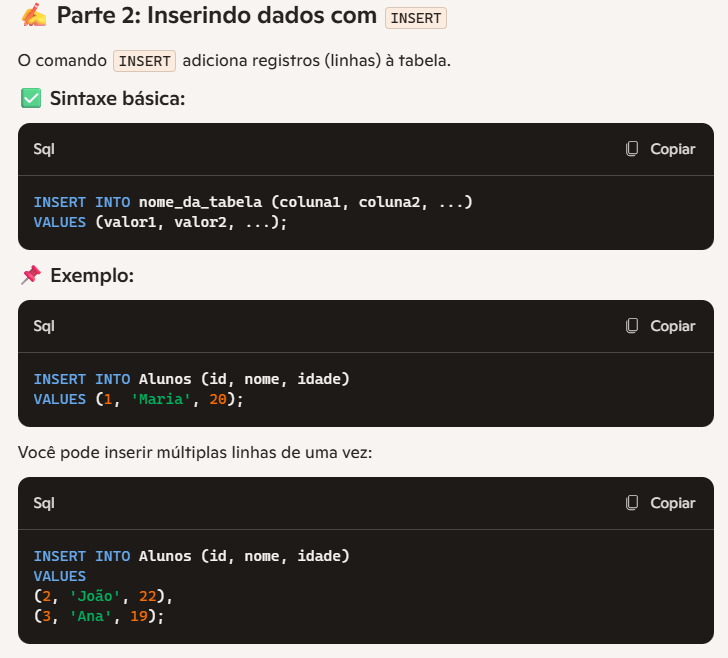 ✍️ Parte 2: Inserindo dados com INSERT
O comando INSERT adiciona registros (linhas) à tabela.
✅ Sintaxe básica:
Sql Copiar
INSERT INTO nome_da_tabela (coluna1, coluna2, ...)
VALUES (valor1, valor2, ...);
📌 Exemplo:
Sql Copiar
INSERT INTO Alunos (id, nome, idade)
VALUES (1, 'Maria', 20);
Você pode inserir múltiplas linhas de uma vez:
Sql Copiar
INSERT INTO Alunos (id, nome, idade)
VALUES
(2, 'João', 22),
(3, 'Ana', 19);